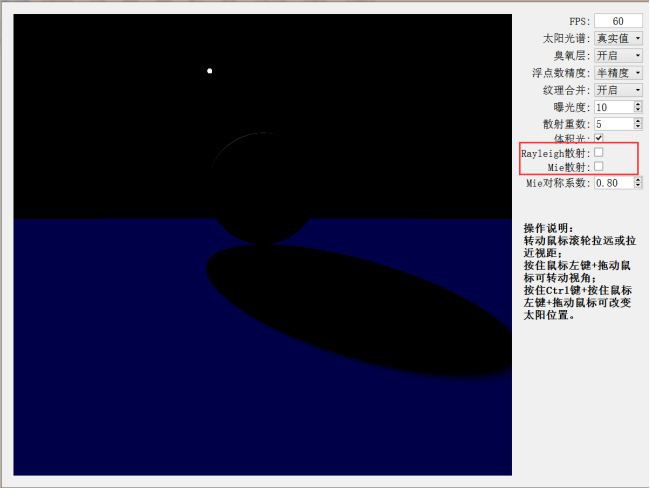 FPS: 60
太阳光谱: 真实值
臭氧层: 开启
浮点数精度: 半精度
纹理合并: 开启
曝光度: 10
散射重数: 5
体积光:
Rayleigh散射:
Mie散射:
Mie对称系数: 0.80
操作说明:
转动鼠标滚轮拉远或拉
近视距;
按住鼠标左键+拖动鼠
标可转动视角;
按住Ctrl键+按住鼠标
左键+拖动鼠标可改变
太阳位置。